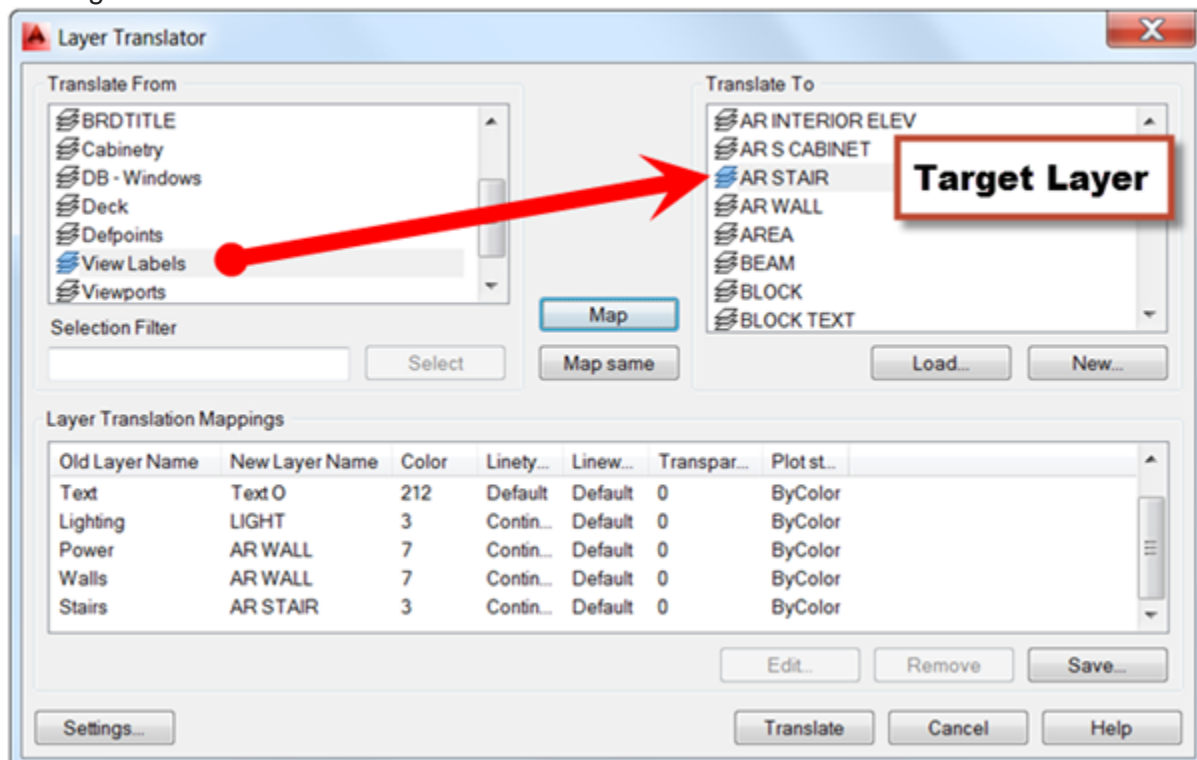 Layer Translator
Translate From
BRDTITLE
Cabinetry
DB - Windows
Deck
Defpoints
View Labels
Viewports
Selection Filter
Select
Map
Map same
Translate To
AR INTERIOR ELEV
AR S CABINET
AR STAIR
AR WALL
AREA
BEAM
BLOCK
BLOCK TEXT
Target Layer
Load...
New...
Layer Translation Mappings
Old Layer Name New Layer Name Color Linety... Linew... Transpar... Plot st...
Text Text O 212 Default Default 0 ByColor
Lighting LIGHT 3 Contin... Default 0 ByColor
Power AR WALL 7 Contin... Default 0 ByColor
Walls AR WALL 7 Contin... Default 0 ByColor
Stairs AR STAIR 3 Contin... Default 0 ByColor
Edit... Remove Save...
Settings... Translate Cancel Help